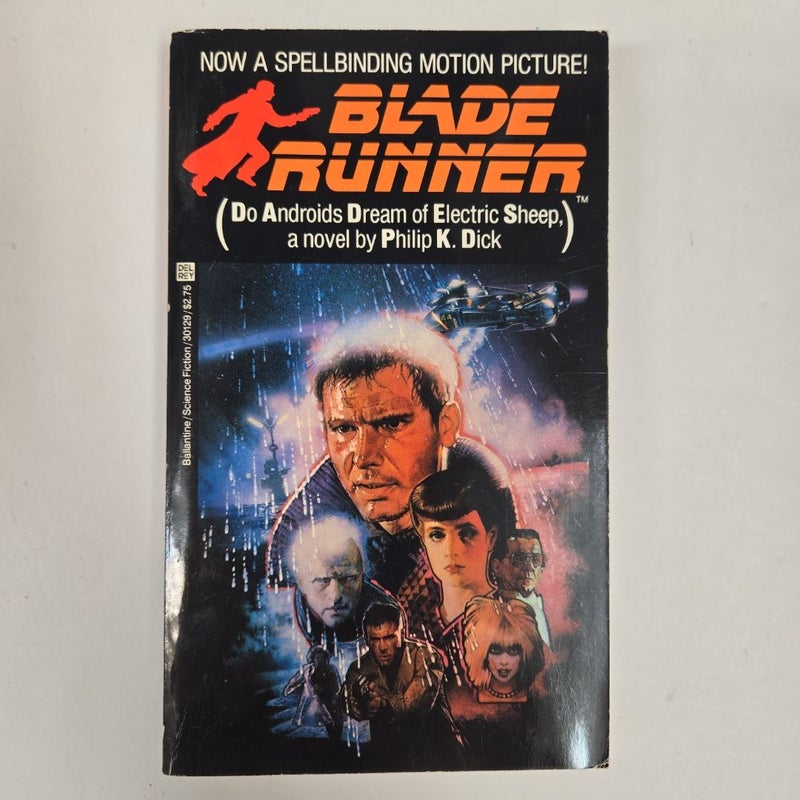 NOW A SPELLBINDING MOTION PICTURE!
BLADE
RUNNER
TM
(Do Androids Dream of Electric Sheep,
a novel by Philip K. Dick)
DEL
REY
Ballantine/Science Fiction/30129/$2.75